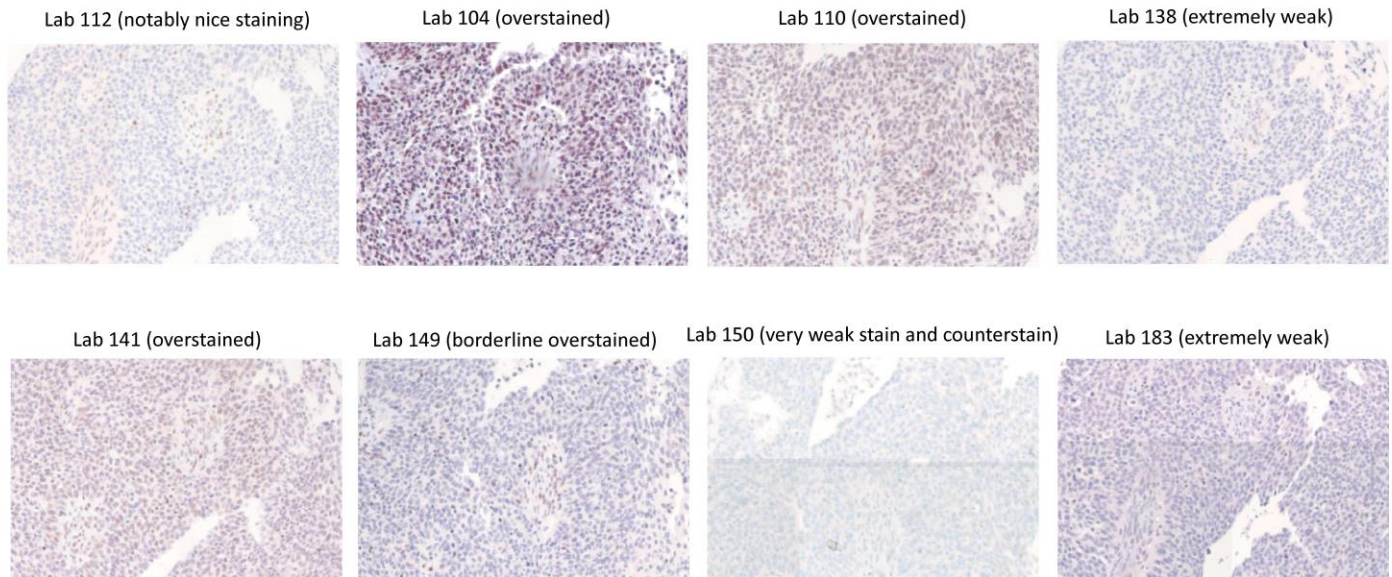 Lab 112 (notably nice staining)
Lab 104 (overstained)
Lab 110 (overstained)
Lab 138 (extremely weak)
Lab 141 (overstained)
Lab 149 (borderline overstained)
Lab 150 (very weak stain and counterstain)
Lab 183 (extremely weak)